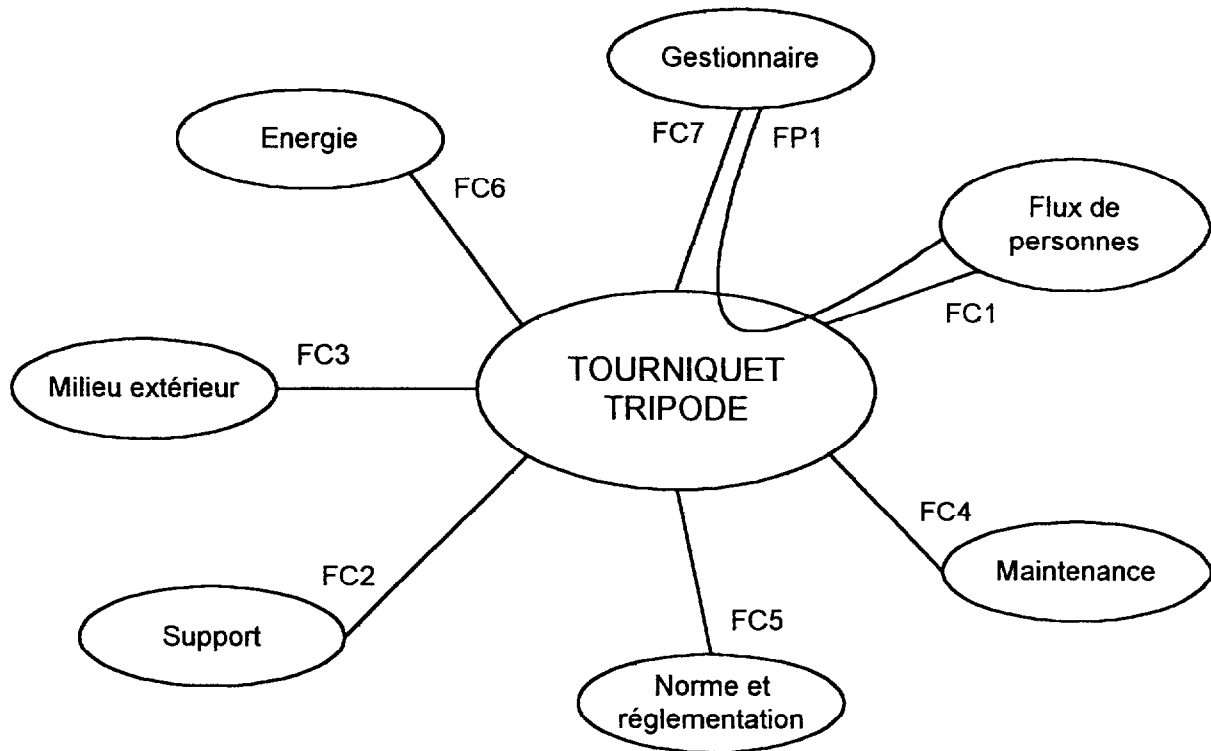 Gestionnaire
FC7
FP1
Energie
FC6
Flux de
personnes
FC1
Milieu extérieur
FC3
TOURNIQUET
TRIPODE
FC4
Maintenance
FC2
Support
FC5
Norme et
réglementation